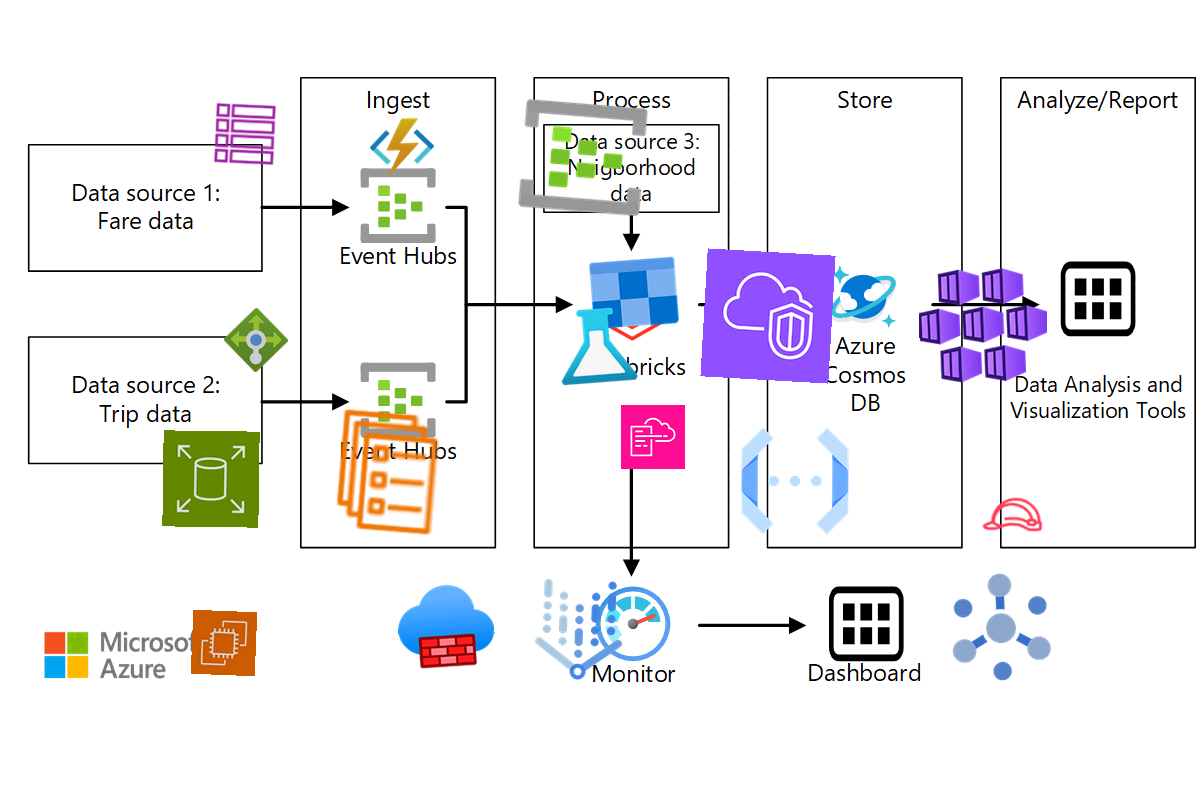 Ingest
Process
Store
Analyze/Report
Data source 1:
Fare data
Data source 3:
Neigborhood
data
Event Hubs
Data source 2:
Trip data
bricks
Azure
Cosmos
DB
Data Analysis and
Visualization Tools
Event Hubs
Microsoft
Azure
Monitor
Dashboard